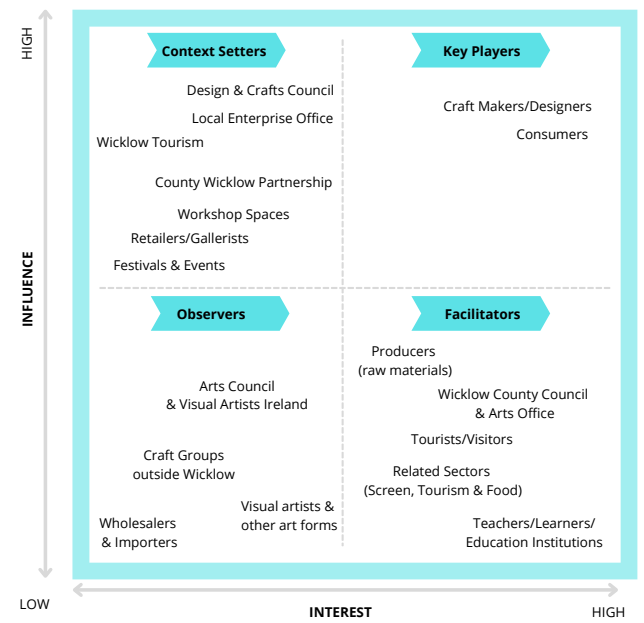 HIGH
Context Setters
Key Players
Design & Crafts Council
Local Enterprise Office
Wicklow Tourism
County Wicklow Partnership
Workshop Spaces
Retailers/Gallerists
Festivals & Events
Craft Makers/Designers
Consumers
INFLUENCE
Observers
Facilitators
Arts Council
& Visual Artists Ireland
Craft Groups
outside Wicklow
Visual artists &
other art forms
Wholesalers
& Importers
Producers
(raw materials)
Wicklow County Council
& Arts Office
Tourists/Visitors
Related Sectors
(Screen, Tourism & Food)
Teachers/Learners/
Education Institutions
LOW
INTEREST
HIGH